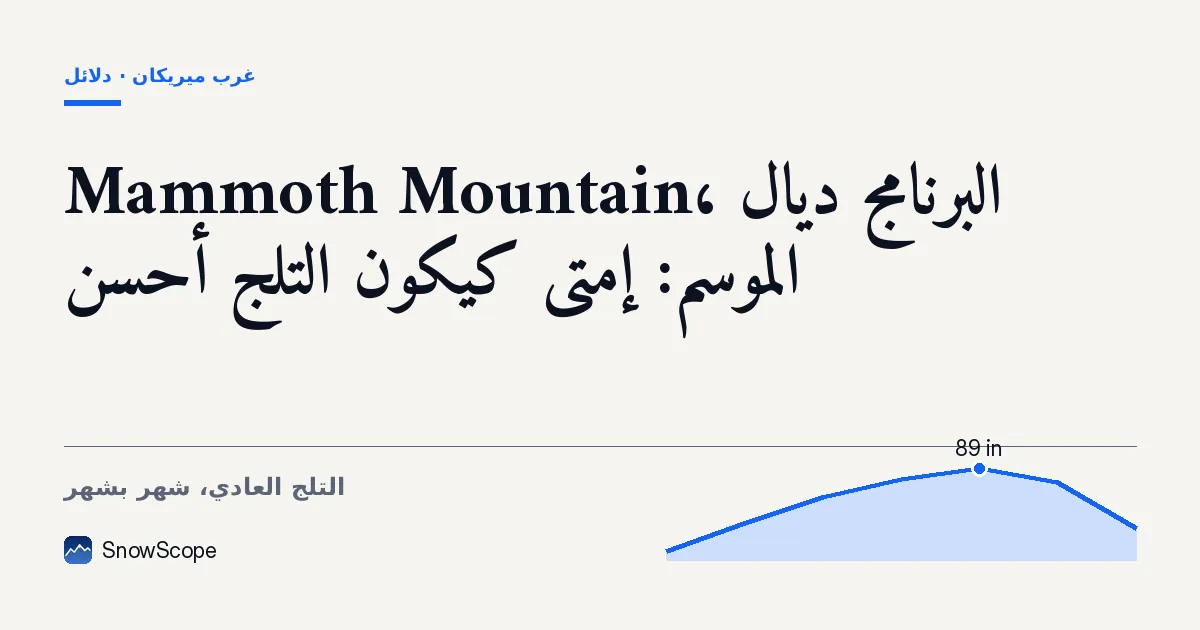 غرب ميريكان · دلائل
Mammoth Mountain، البرنامج ديال
الموسم: إمتى كيكون التلج أحسن
89 in
التلج العادي، شهر بشهر
SnowScope